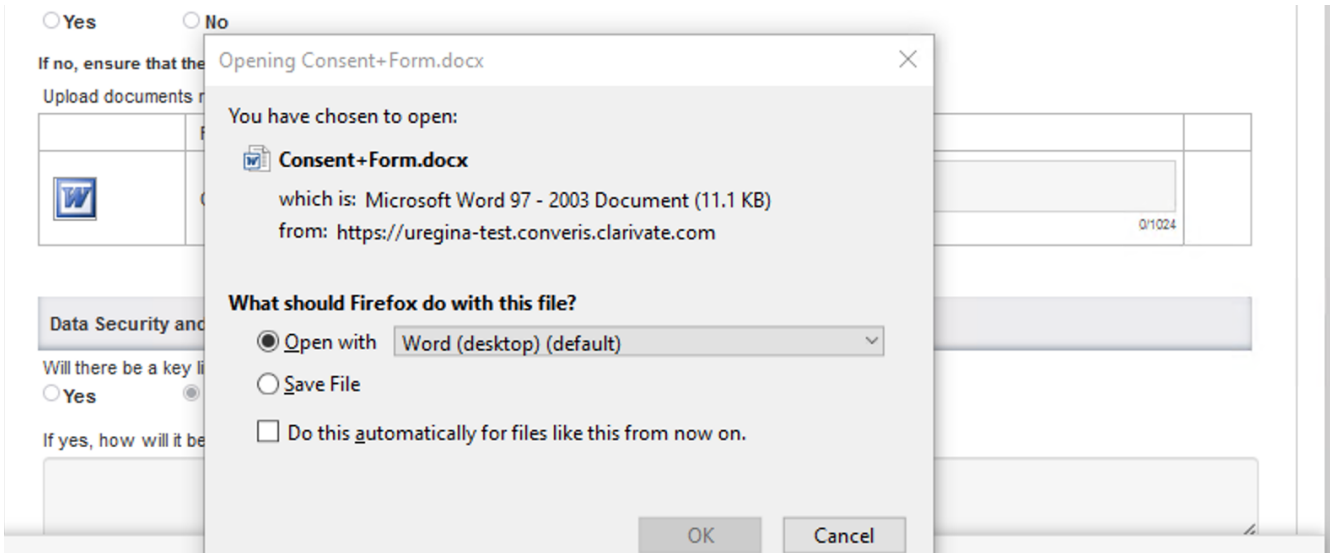 Yes No
If no, ensure that the
Opening Consent+Form.docx
Upload documents
You have chosen to open:
Consent+Form.docx
which is: Microsoft Word 97 - 2003 Document (11.1 KB)
from: https://uregina-test.converis.clarivate.com
0/1024
What should Firefox do with this file?
Data Security and
Open with Word (desktop) (default)
Will there be a key
Yes
Save File
Do this automatically for files like this from now on.
If yes, how will it be
OK Cancel